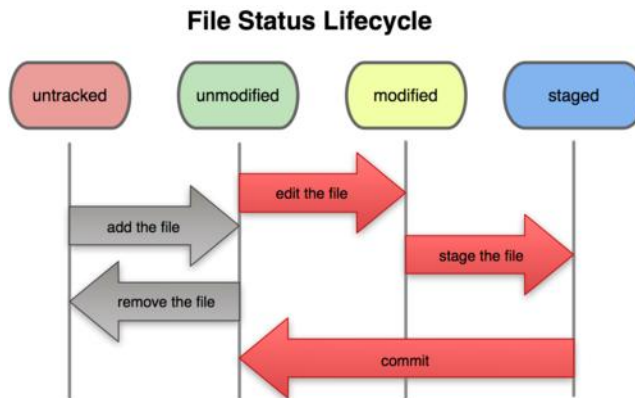 File Status Lifecycle
untracked
unmodified
modified
staged
edit the file
add the file
stage the file
remove the file
commit